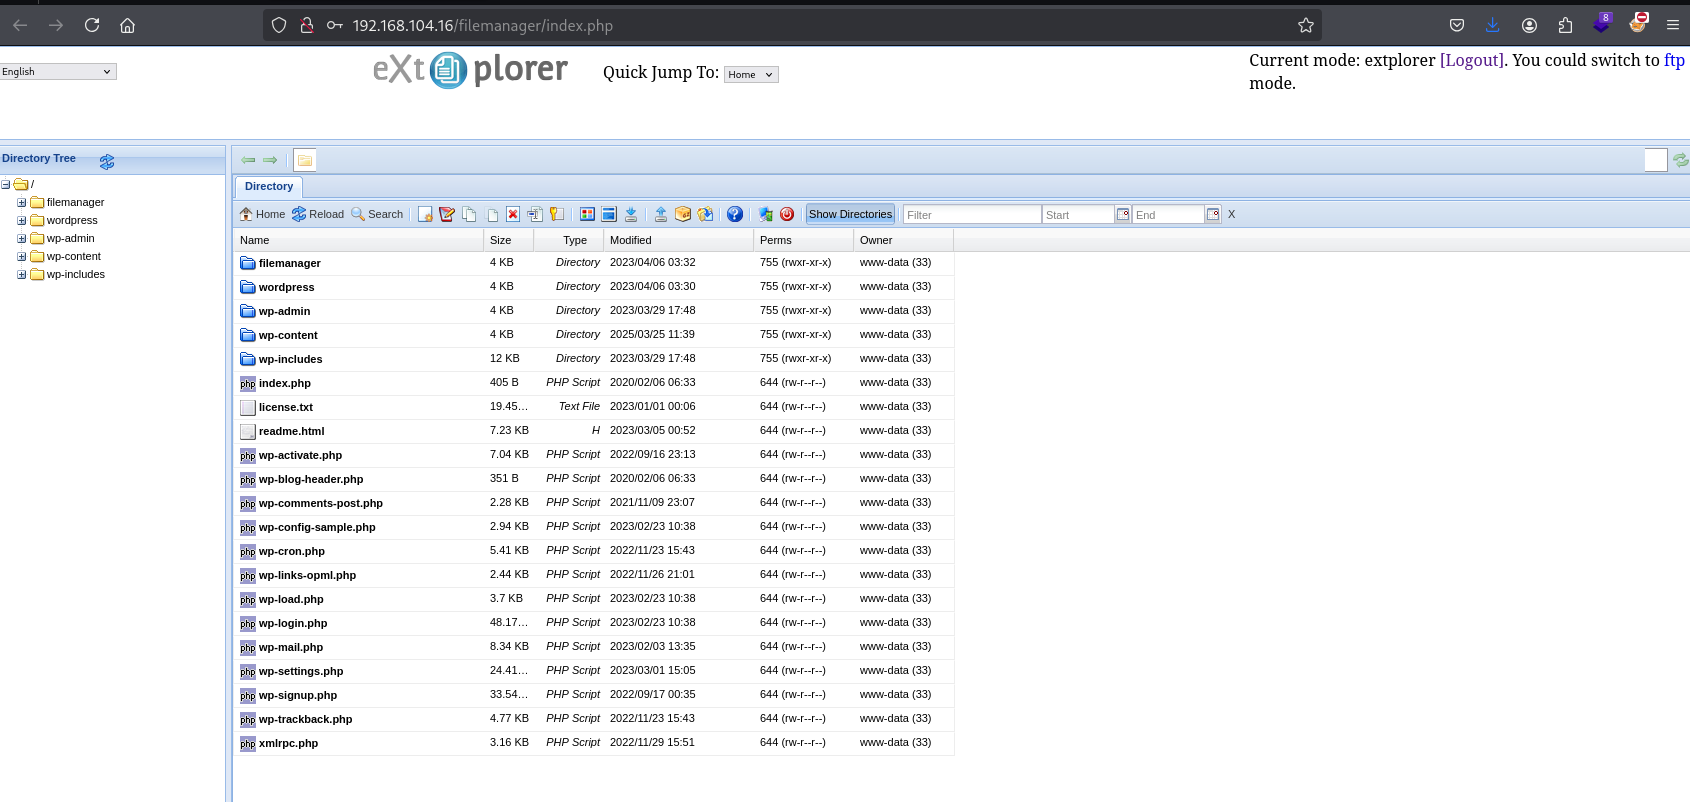 192.168.104.16/filemanager/index.php
8
English
eXtplorer
Quick Jump To: Home
Current mode: extplorer [Logout]. You could switch to ftp
mode.
Directory Tree
/
filemanager
wordpress
wp-admin
wp-content
wp-includes
Directory
Home Reload Search Show Directories Filter Start End X
Name Size Type Modified Perms Owner
filemanager 4 KB Directory 2023/04/06 03:32 755 (rwxr-xr-x) www-data (33)
wordpress 4 KB Directory 2023/04/06 03:30 755 (rwxr-xr-x) www-data (33)
wp-admin 4 KB Directory 2023/03/29 17:48 755 (rwxr-xr-x) www-data (33)
wp-content 4 KB Directory 2025/03/25 11:39 755 (rwxr-xr-x) www-data (33)
wp-includes 12 KB Directory 2023/03/29 17:48 755 (rwxr-xr-x) www-data (33)
php index.php 405 B PHP Script 2020/02/06 06:33 644 (rw-r--r--) www-data (33)
license.txt 19.45... Text File 2023/01/01 00:06 644 (rw-r--r--) www-data (33)
readme.html 7.23 KB H 2023/03/05 00:52 644 (rw-r--r--) www-data (33)
php wp-activate.php 7.04 KB PHP Script 2022/09/16 23:13 644 (rw-r--r--) www-data (33)
php wp-blog-header.php 351 B PHP Script 2020/02/06 06:33 644 (rw-r--r--) www-data (33)
php wp-comments-post.php 2.28 KB PHP Script 2021/11/09 23:07 644 (rw-r--r--) www-data (33)
php wp-config-sample.php 2.94 KB PHP Script 2023/02/23 10:38 644 (rw-r--r--) www-data (33)
php wp-cron.php 5.41 KB PHP Script 2022/11/23 15:43 644 (rw-r--r--) www-data (33)
php wp-links-opml.php 2.44 KB PHP Script 2022/11/26 21:01 644 (rw-r--r--) www-data (33)
php wp-load.php 3.7 KB PHP Script 2023/02/23 10:38 644 (rw-r--r--) www-data (33)
php wp-login.php 48.17... PHP Script 2023/02/23 10:38 644 (rw-r--r--) www-data (33)
php wp-mail.php 8.34 KB PHP Script 2023/02/03 13:35 644 (rw-r--r--) www-data (33)
php wp-settings.php 24.41... PHP Script 2023/03/01 15:05 644 (rw-r--r--) www-data (33)
php wp-signup.php 33.54... PHP Script 2022/09/17 00:35 644 (rw-r--r--) www-data (33)
php wp-trackback.php 4.77 KB PHP Script 2022/11/23 15:43 644 (rw-r--r--) www-data (33)
php xmlrpc.php 3.16 KB PHP Script 2022/11/29 15:51 644 (rw-r--r--) www-data (33)